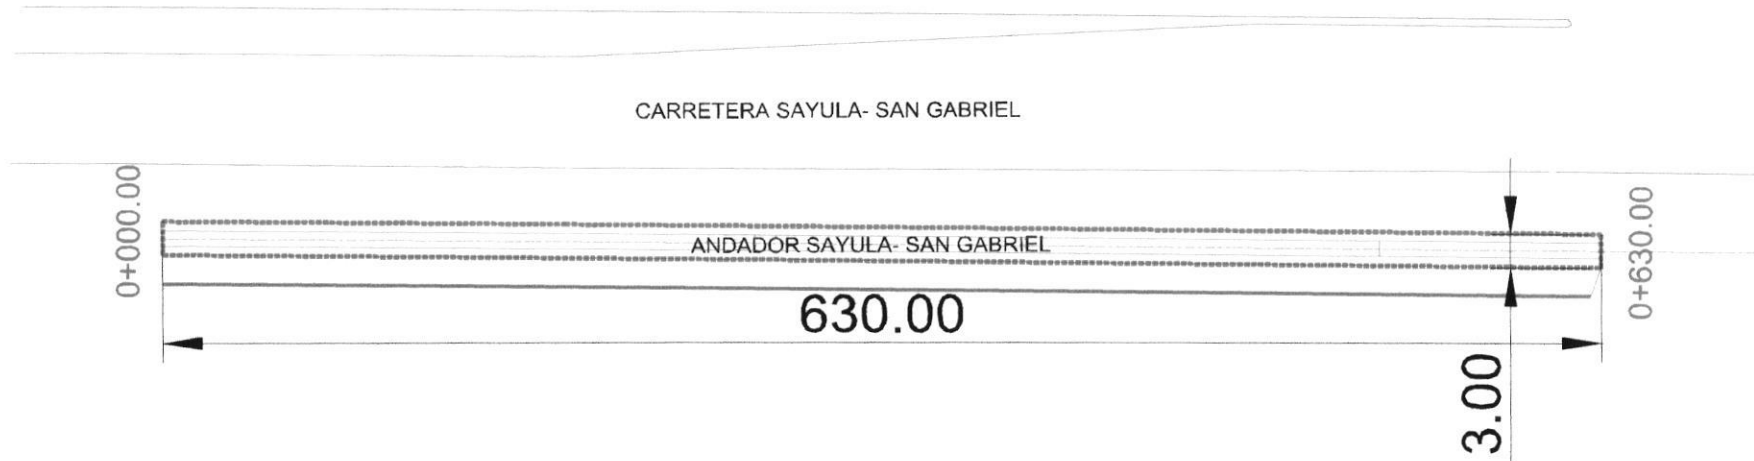 CARRETERA SAYULA- SAN GABRIEL
0+000.00
ANDADOR SAYULA- SAN GABRIEL
0+630.00
630.00
3.00